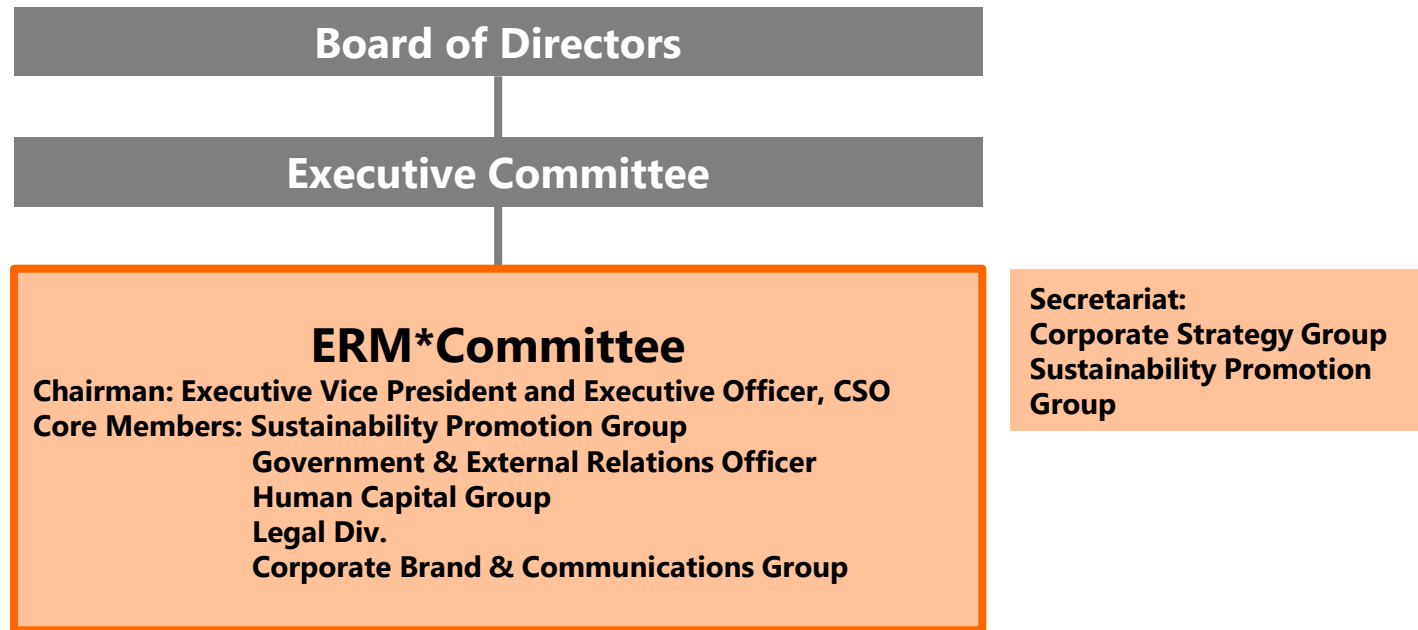 Board of Directors
Executive Committee
ERM*Committee
Chairman: Executive Vice President and Executive Officer, CSO
Core Members: Sustainability Promotion Group
Government & External Relations Officer
Human Capital Group
Legal Div.
Corporate Brand & Communications Group
Secretariat:
Corporate Strategy Group
Sustainability Promotion
Group